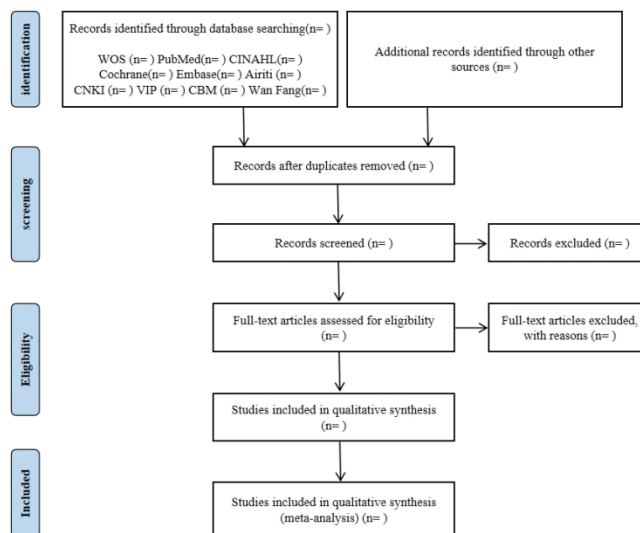 identification
Records identified through database searching(n= )
WOS (n= ) PubMed(n= ) CINAHL(n= )
Cochrane(n= ) Embase(n= ) Airiti (n= )
CNKI (n= ) VIP (n= ) CBM (n= ) Wan Fang(n= )
Additional records identified through other
sources (n= )
screening
Records after duplicates removed (n= )
Records screened (n= )
Records excluded (n= )
Eligibility
Full-text articles assessed for eligibility
(n= )
Full-text articles excluded,
with reasons (n= )
Studies included in qualitative synthesis
(n= )
Included
Studies included in qualitative synthesis
(meta-analysis) (n= )